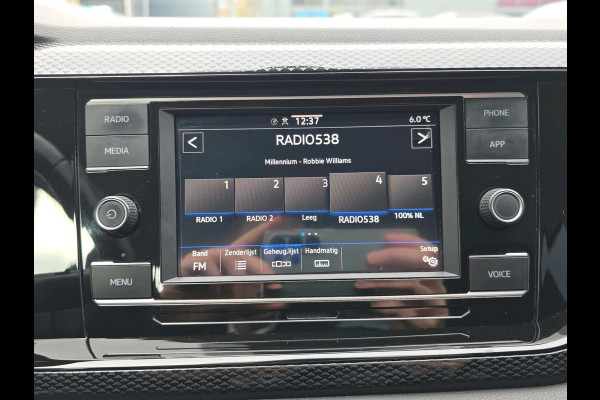 RADIO
MEDIA
MENU
12:37
6.0 °C
<
RADIO538
>
Millennium - Robbie Williams
1 2 3 4 5
RADIO 1 RADIO 2 Leeg RADIO538 100% NL
Band Zenderlijst Geheug.lijst Handmatig Setup
FM
PHONE
APP
VOICE